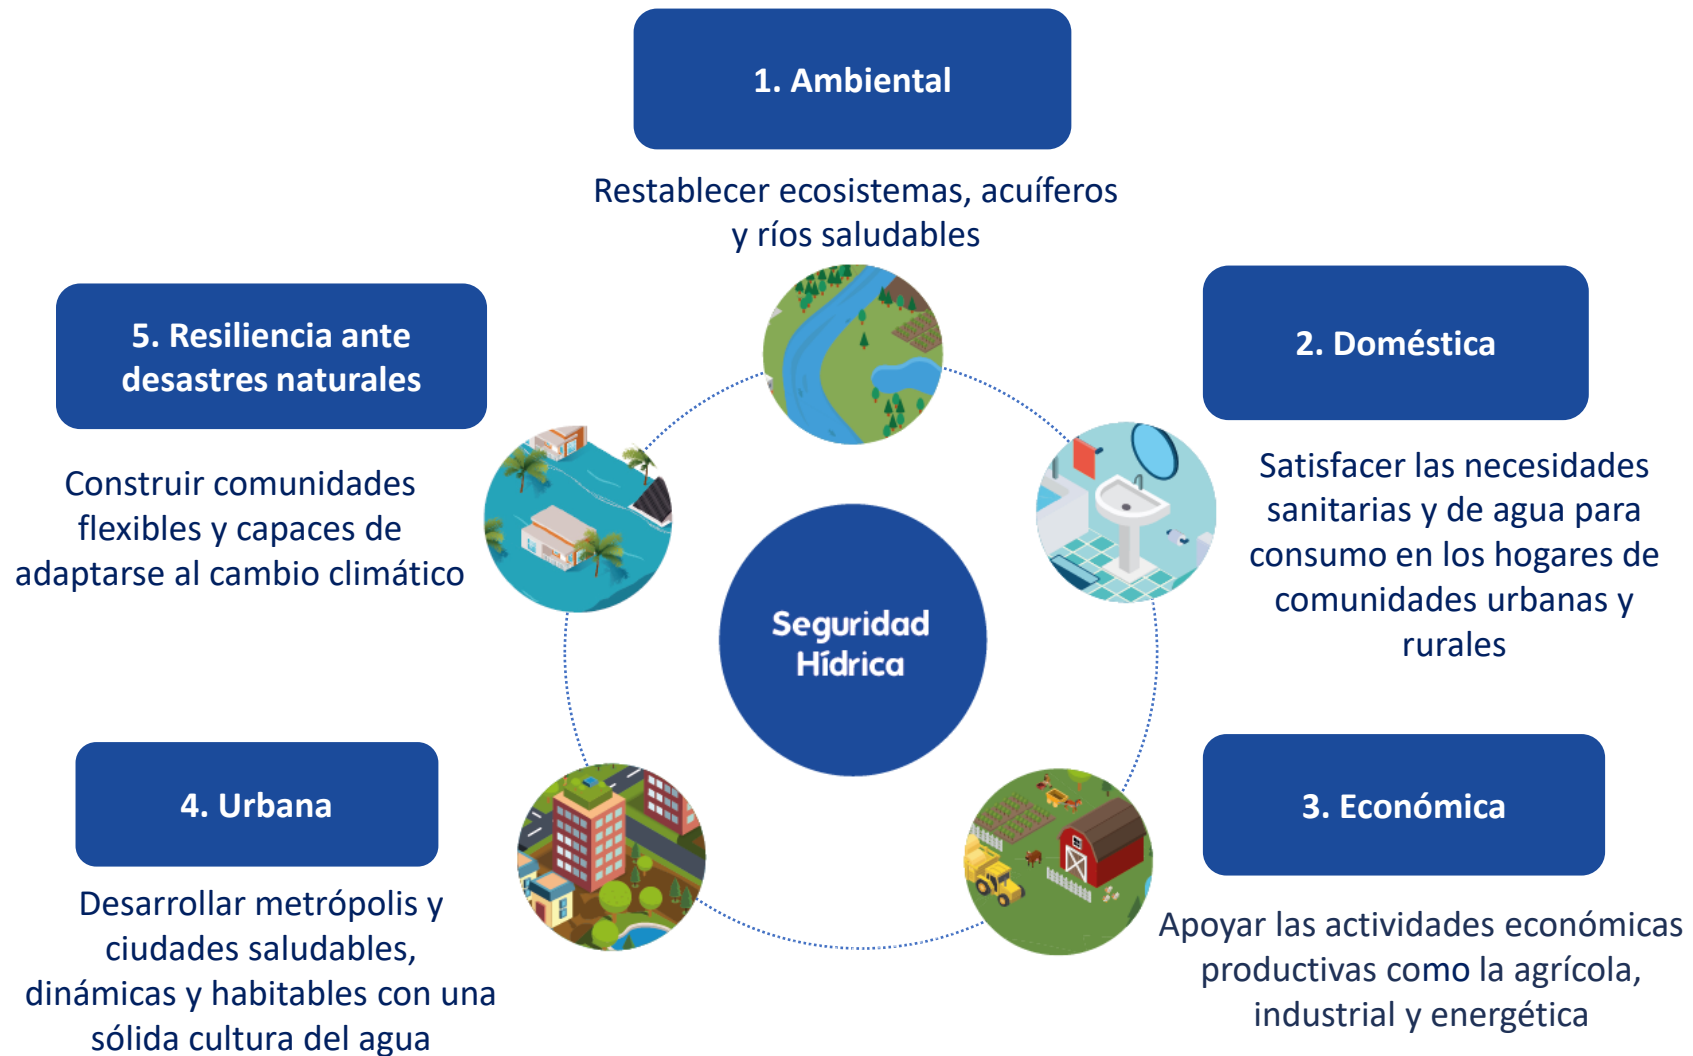 1. Ambiental
Restablecer ecosistemas, acuíferos
y ríos saludables
2. Doméstica
Satisfacer las necesidades
sanitarias y de agua para
consumo en los hogares de
comunidades urbanas y
rurales
3. Económica
Apoyar las actividades económicas
productivas como la agrícola,
industrial y energética
4. Urbana
Desarrollar metrópolis y
ciudades saludables,
dinámicas y habitables con una
sólida cultura del agua
5. Resiliencia ante
desastres naturales
Construir comunidades
flexibles y capaces de
adaptarse al cambio climático
Seguridad
Hídrica